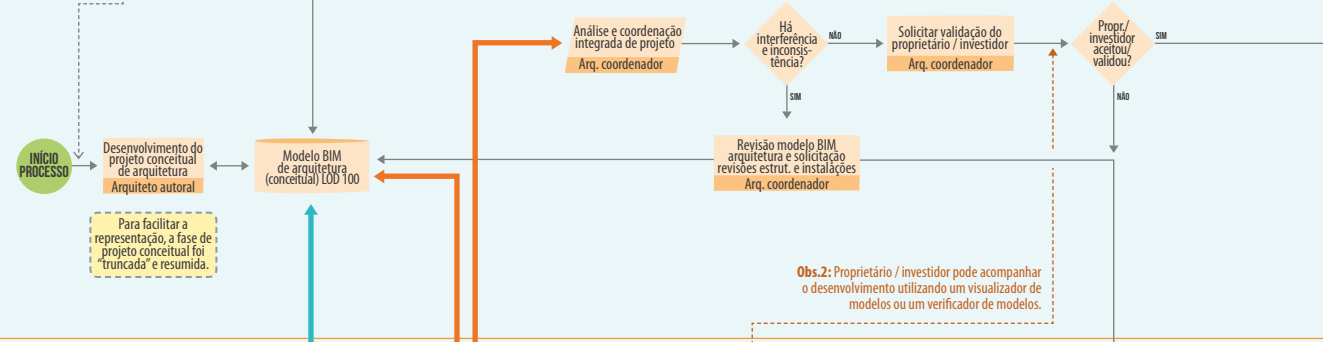 INÍCIO
PROCESSO
Desenvolvimento do
projeto conceitual
de arquitetura
Arquiteto autoral
Para facilitar a
representação, a fase de
projeto conceitual foi
“truncada” e resumida.
Modelo BIM
de arquitetura
(conceitual) LOD 100
Análise e coordenação
integrada de projeto
Arq. coordenador
Há
interferência
e inconsis-
tência?
NÃO
SIM
Solicitar validação do
proprietário / investidor
Arq. coordenador
Propr./
investidor
aceitou/
validou?
SIM
NÃO
Revisão modelo BIM
arquitetura e solicitação
revisões estrut. e instalações
Arq. coordenador
Obs.2: Proprietário / investidor pode acompanhar
o desenvolvimento utilizando um visualizador de
modelos ou um verificador de modelos.